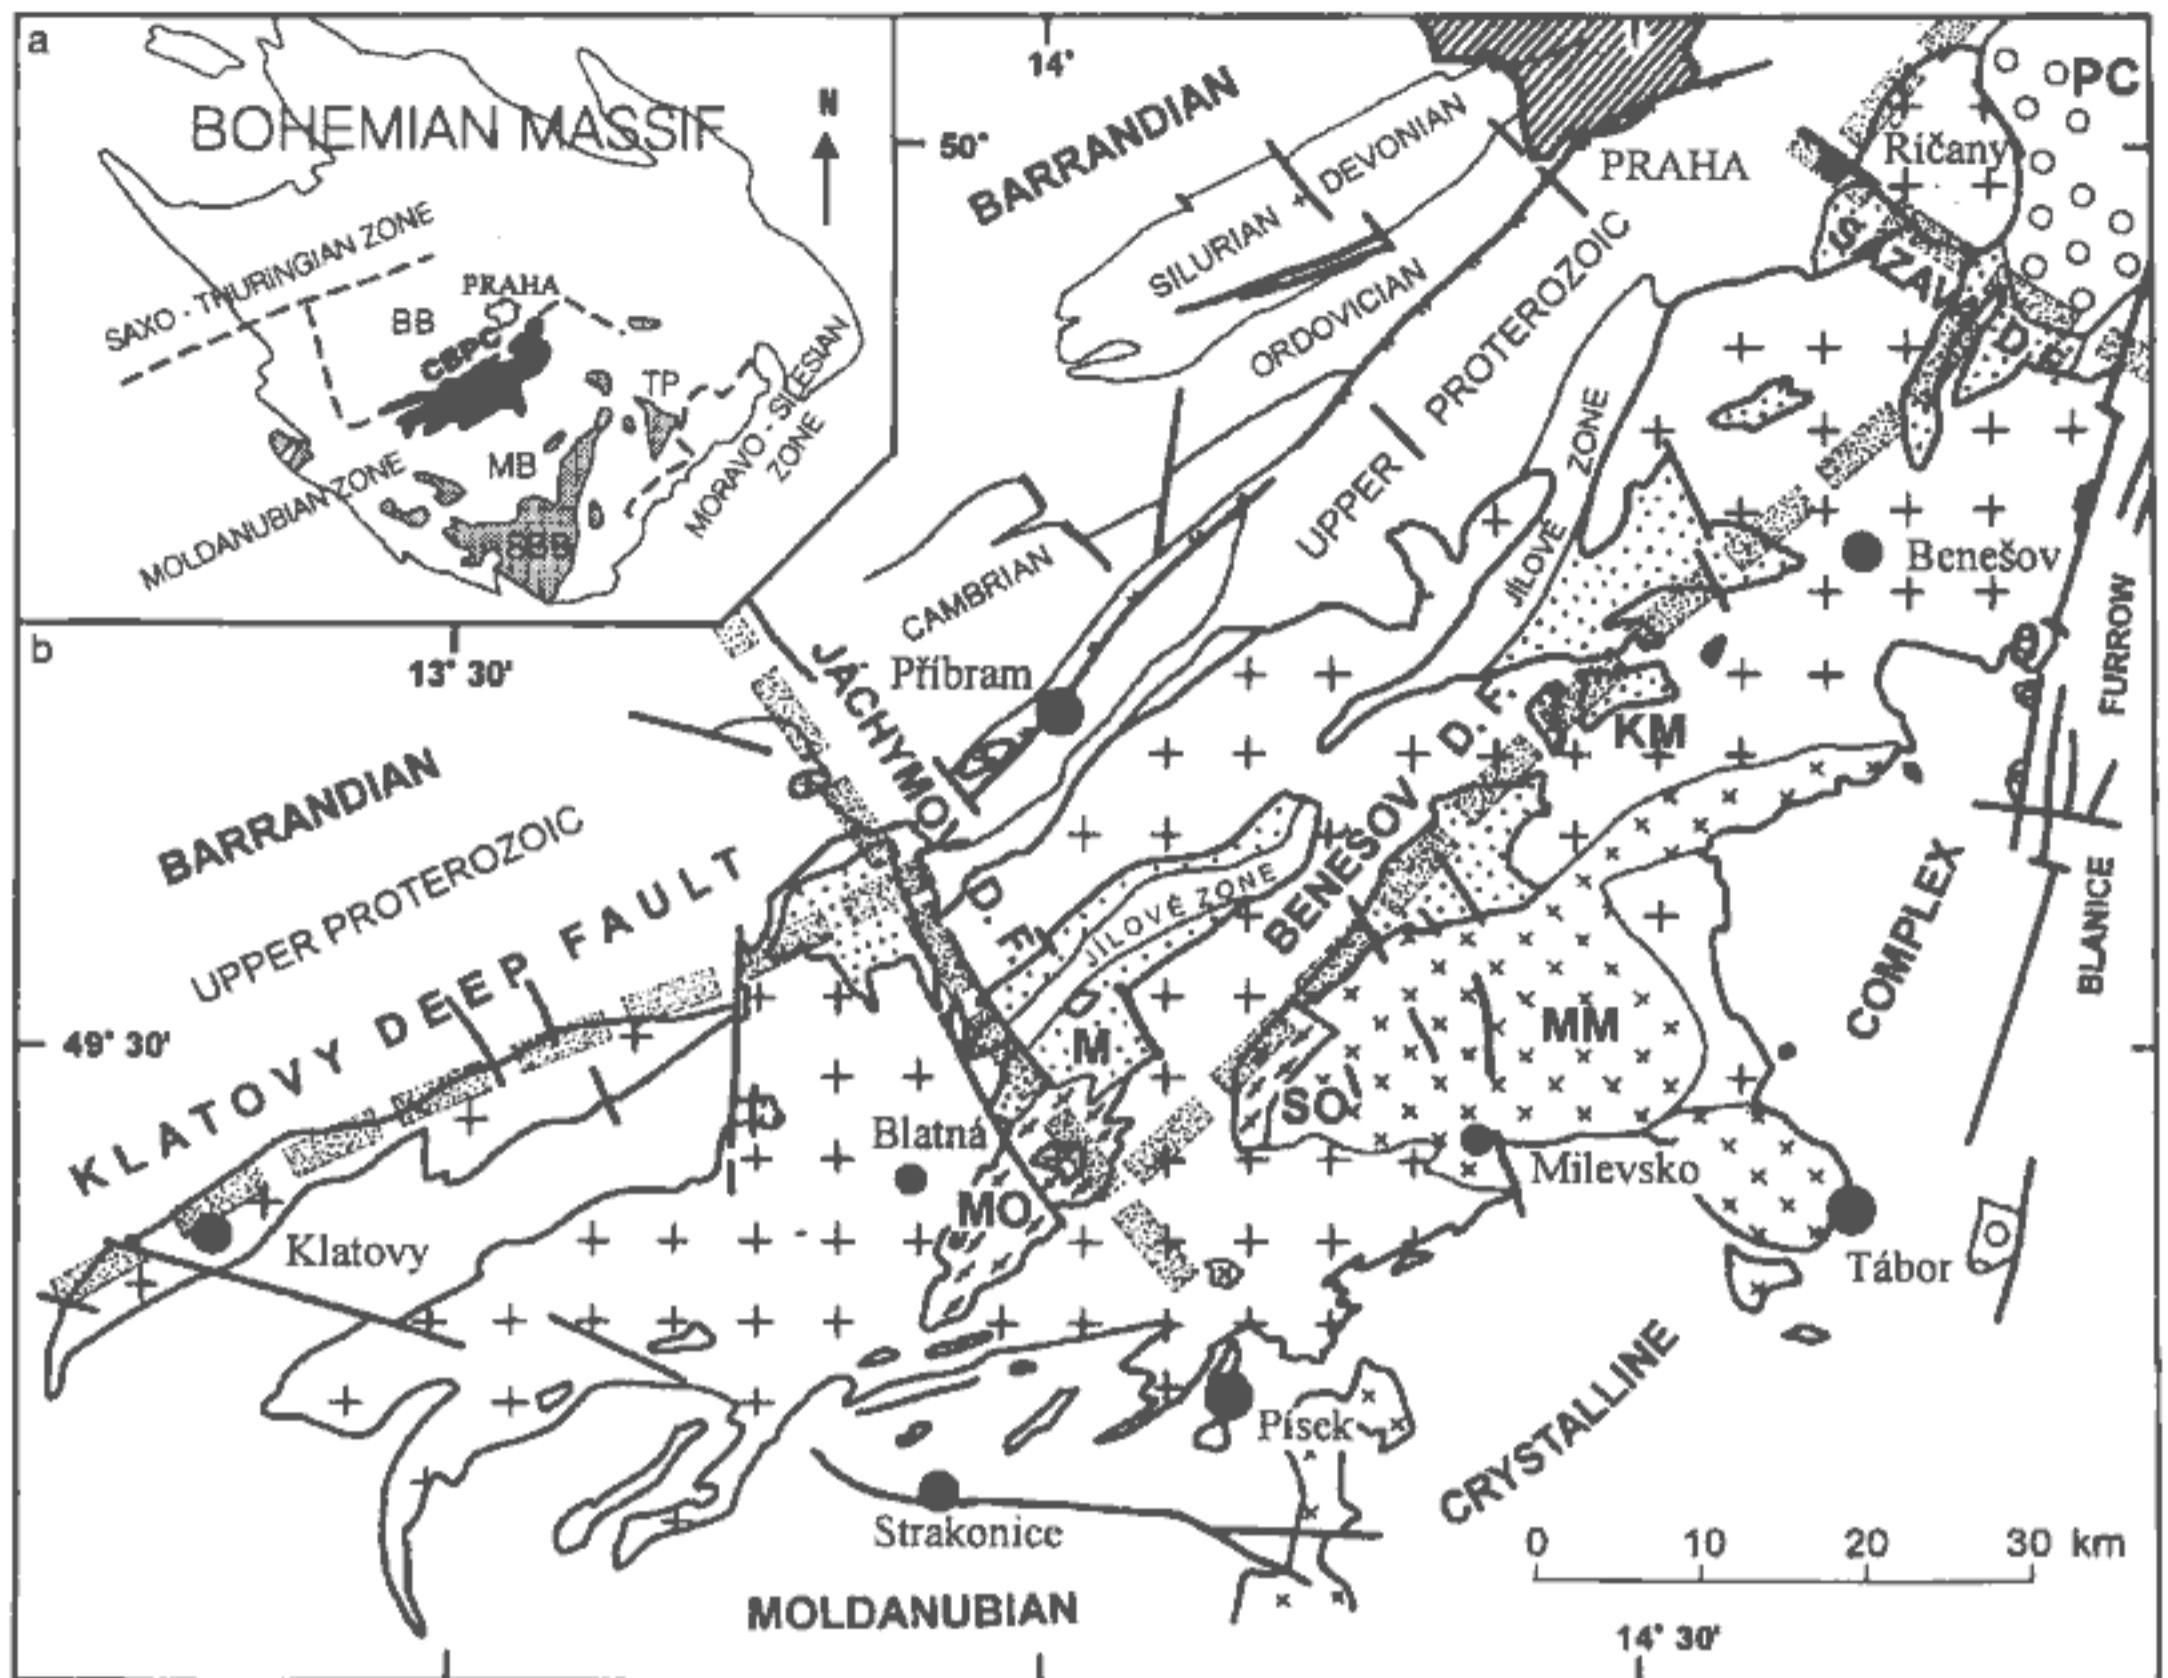 a
BOHEMIAN MASSIF
N
SAXO - THURINGIAN ZONE
PRAHA
BB
CBPC
TP
MB
MOLDANUBIAN ZONE
MORAVO - SILESIAN
ZONE
SBB
b
14°
50°
13° 30'
49° 30'
14° 30'
BARRANDIAN
SILURIAN + DEVONIAN
ORDOVICIAN
PRAHA
UPPER PROTEROZOIC
Říčany
PC
SÁZAVA D. F.
JÍLOVÉ ZONE
Benešov
CAMBRIAN
Příbram
JÁCHYMOV D. F.
BENEŠOV D. F.
KM
FURROW
BLANICE
BARRANDIAN
UPPER PROTEROZOIC
KLATOVY DEEP FAULT
JÍLOVÉ ZONE
M
MM
SO
COMPLEX
Blatná
MO
Milevsko
Klatovy
Tábor
Písek
CRYSTALLINE
Strakonice
MOLDANUBIAN
0 10 20 30 km